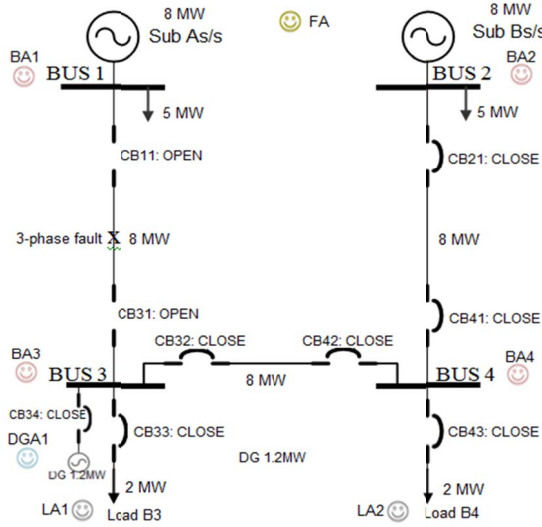 8 MW
8 MW
Sub As/s
FA
Sub Bs/s
BA1
BUS 1
BUS 2
BA2
5 MW
5 MW
CB11: OPEN
CB21: CLOSE
3-phase fault X 8 MW
8 MW
CB31: OPEN
CB41: CLOSE
CB32: CLOSE
CB42: CLOSE
BA3
BUS 3
8 MW
BUS 4
BA4
CB34: CLOSE
CB33: CLOSE
CB43: CLOSE
DGA1
DG 1.2MW
DG 1.2MW
2 MW
2 MW
LA1
Load B3
LA2
Load B4